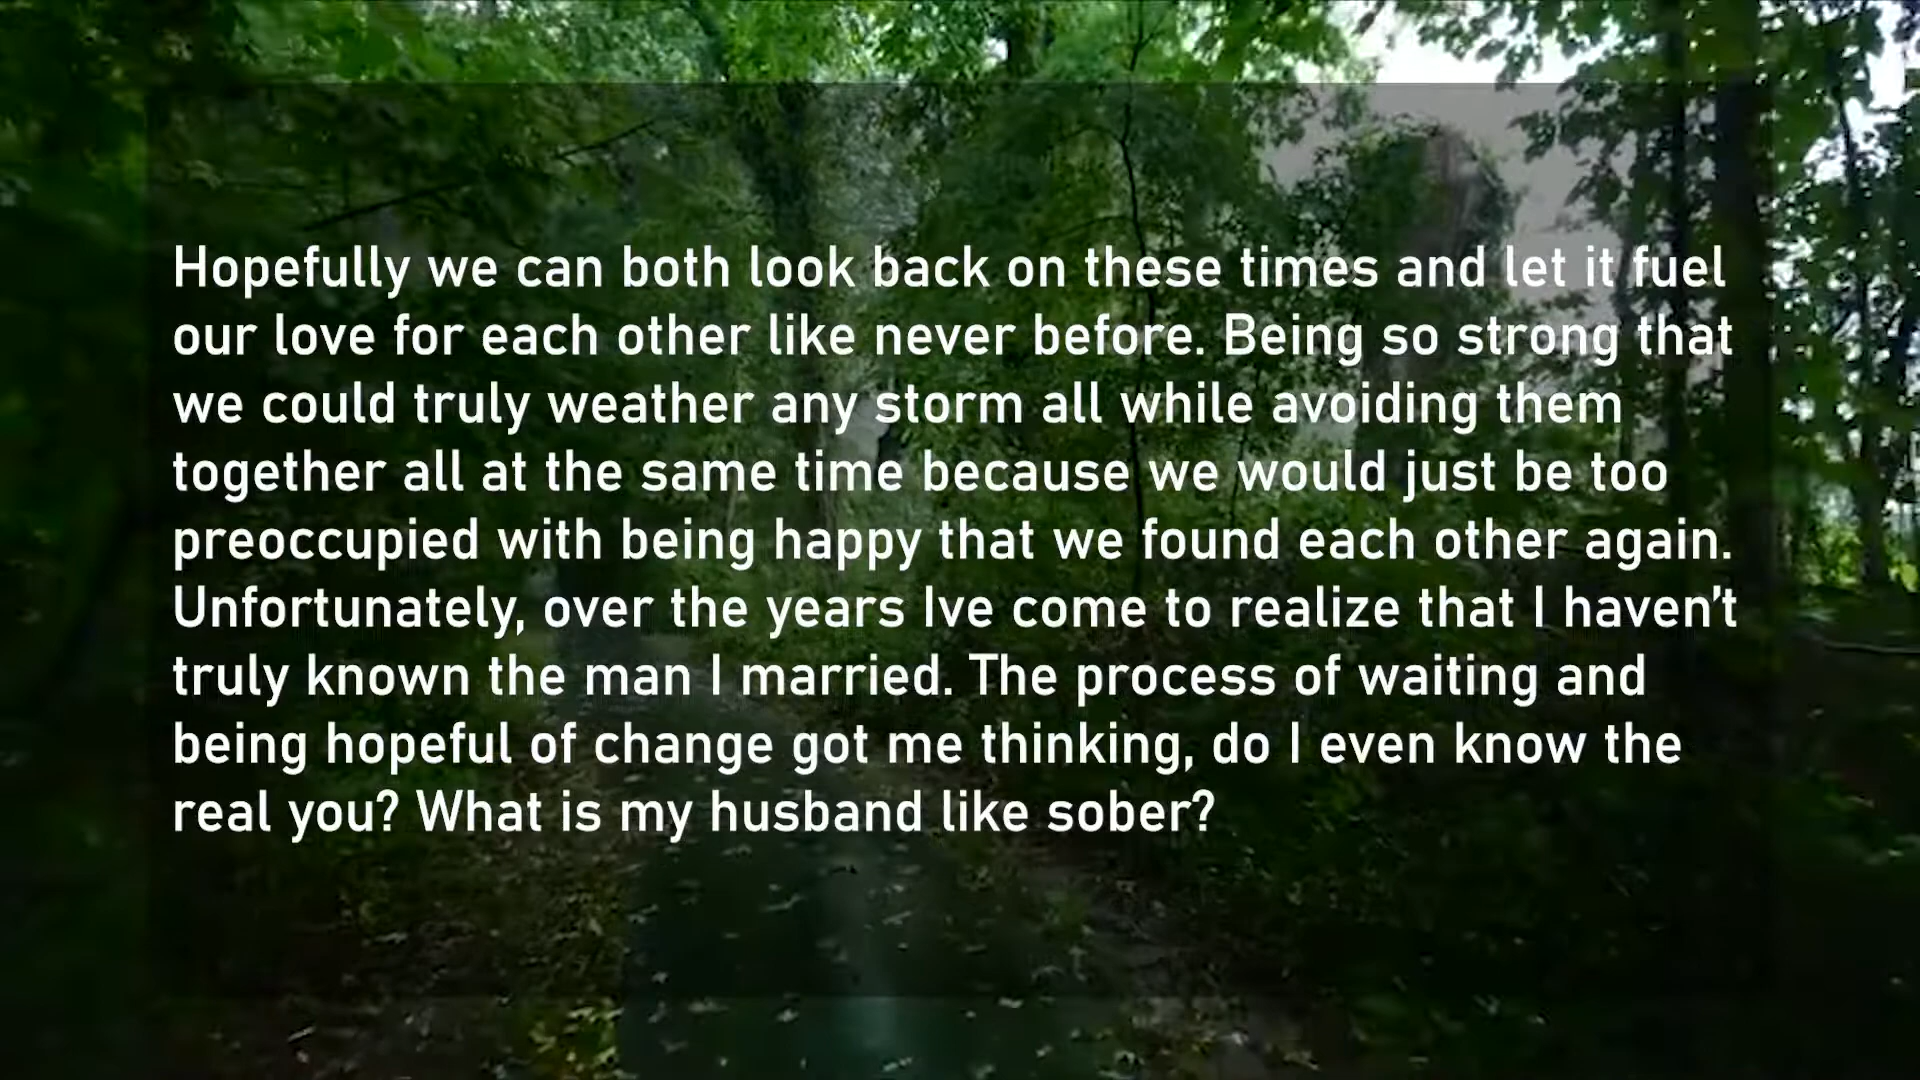 Hopefully we can both look back on these times and let it fuel
our love for each other like never before. Being so strong that
we could truly weather any storm all while avoiding them
together all at the same time because we would just be too
preoccupied with being happy that we found each other again.
Unfortunately, over the years Ive come to realize that I haven't
truly known the man I married. The process of waiting and
being hopeful of change got me thinking, do I even know the
real you? What is my husband like sober?